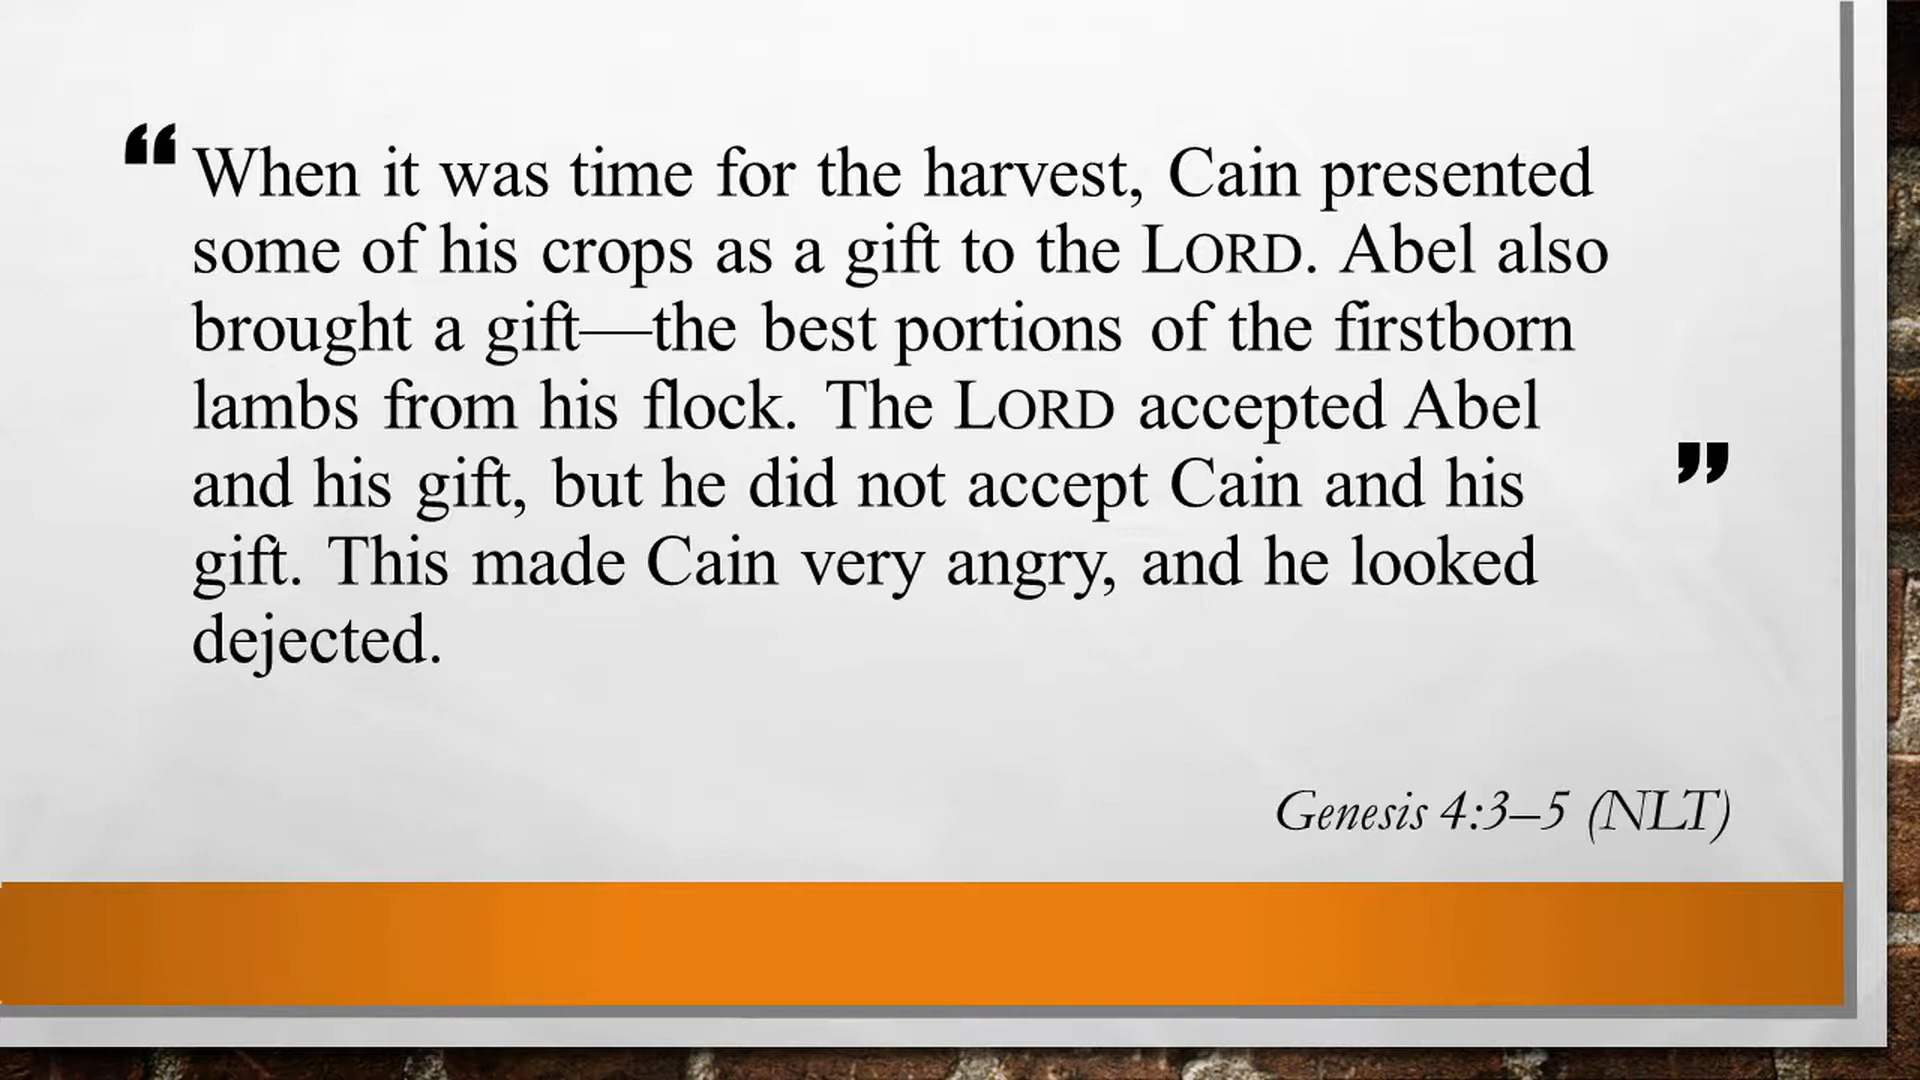 “When it was time for the harvest, Cain presented
some of his crops as a gift to the LORD. Abel also
brought a gift—the best portions of the firstborn
lambs from his flock. The LORD accepted Abel
and his gift, but he did not accept Cain and his
gift. This made Cain very angry, and he looked
dejected.”
Genesis 4:3–5 (NLT)